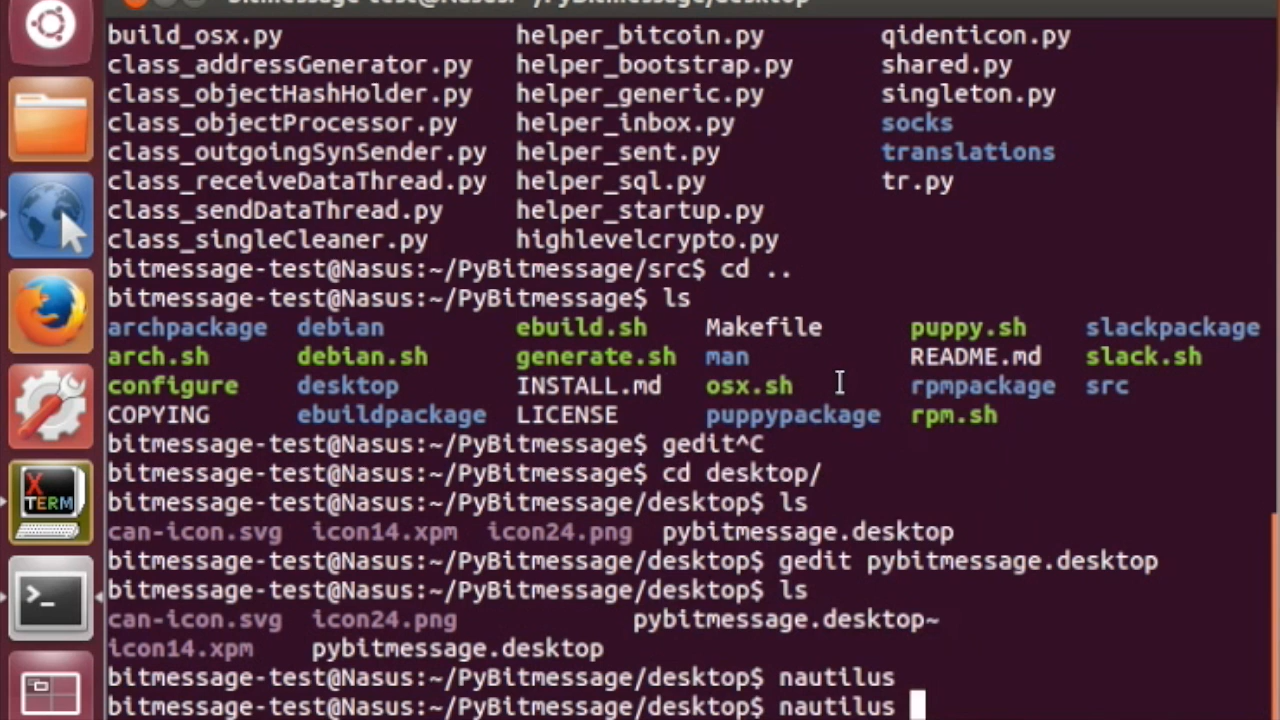 bitmessage-test@Nasus: ~/PyBitmessage/desktop
build_osx.py helper_bitcoin.py qidenticon.py
class_addressGenerator.py helper_bootstrap.py shared.py
class_objectHashHolder.py helper_generic.py singleton.py
class_objectProcessor.py helper_inbox.py socks
class_outgoingSynSender.py helper_sent.py translations
class_receiveDataThread.py helper_sql.py tr.py
class_sendDataThread.py helper_startup.py
class_singleCleaner.py highlevelcrypto.py
bitmessage-test@Nasus:~/PyBitmessage/src$ cd ..
bitmessage-test@Nasus:~/PyBitmessage$ ls
archpackage debian ebuild.sh Makefile puppy.sh slackpackage
arch.sh debian.sh generate.sh man README.md slack.sh
configure desktop INSTALL.md osx.sh rpmpackage src
COPYING ebuildpackage LICENSE puppypackage rpm.sh
bitmessage-test@Nasus:~/PyBitmessage$ gedit^C
bitmessage-test@Nasus:~/PyBitmessage$ cd desktop/
bitmessage-test@Nasus:~/PyBitmessage/desktop$ ls
can-icon.svg icon14.xpm icon24.png pybitmessage.desktop
bitmessage-test@Nasus:~/PyBitmessage/desktop$ gedit pybitmessage.desktop
bitmessage-test@Nasus:~/PyBitmessage/desktop$ ls
can-icon.svg icon24.png pybitmessage.desktop~
icon14.xpm pybitmessage.desktop
bitmessage-test@Nasus:~/PyBitmessage/desktop$ nautilus
bitmessage-test@Nasus:~/PyBitmessage/desktop$ nautilus
X
TERM
>_